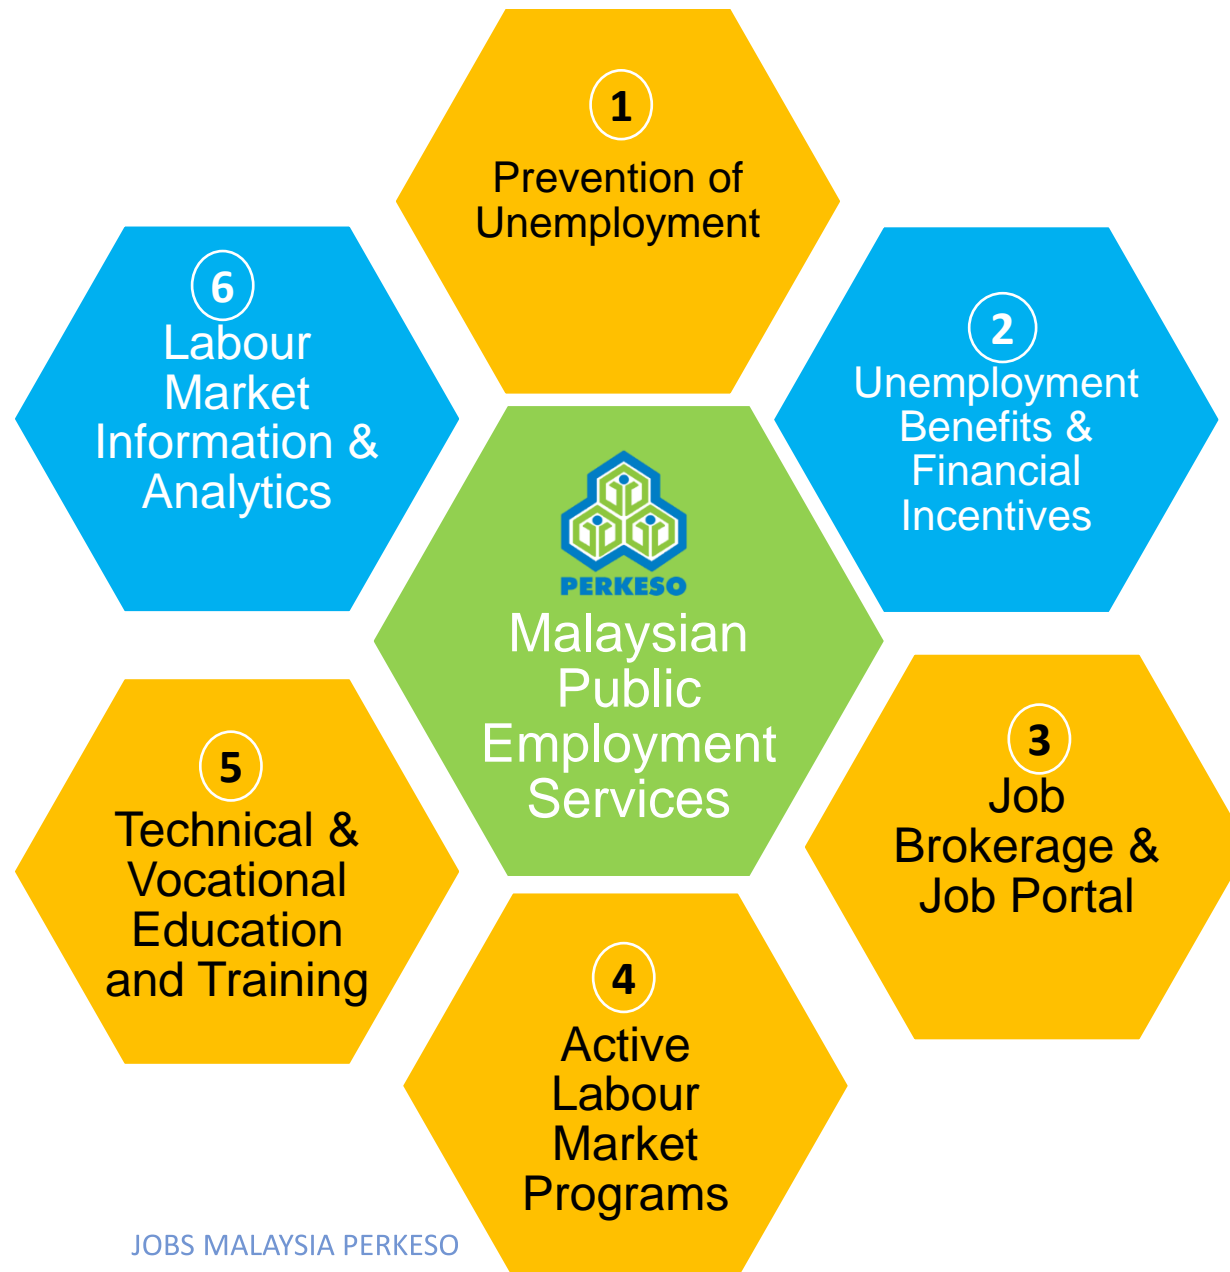 1
Prevention of
Unemployment
2
Unemployment
Benefits &
Financial
Incentives
3
Job
Brokerage &
Job Portal
4
Active
Labour
Market
Programs
5
Technical &
Vocational
Education
and Training
6
Labour
Market
Information &
Analytics
PERKESO
Malaysian
Public
Employment
Services
JOBS MALAYSIA PERKESO